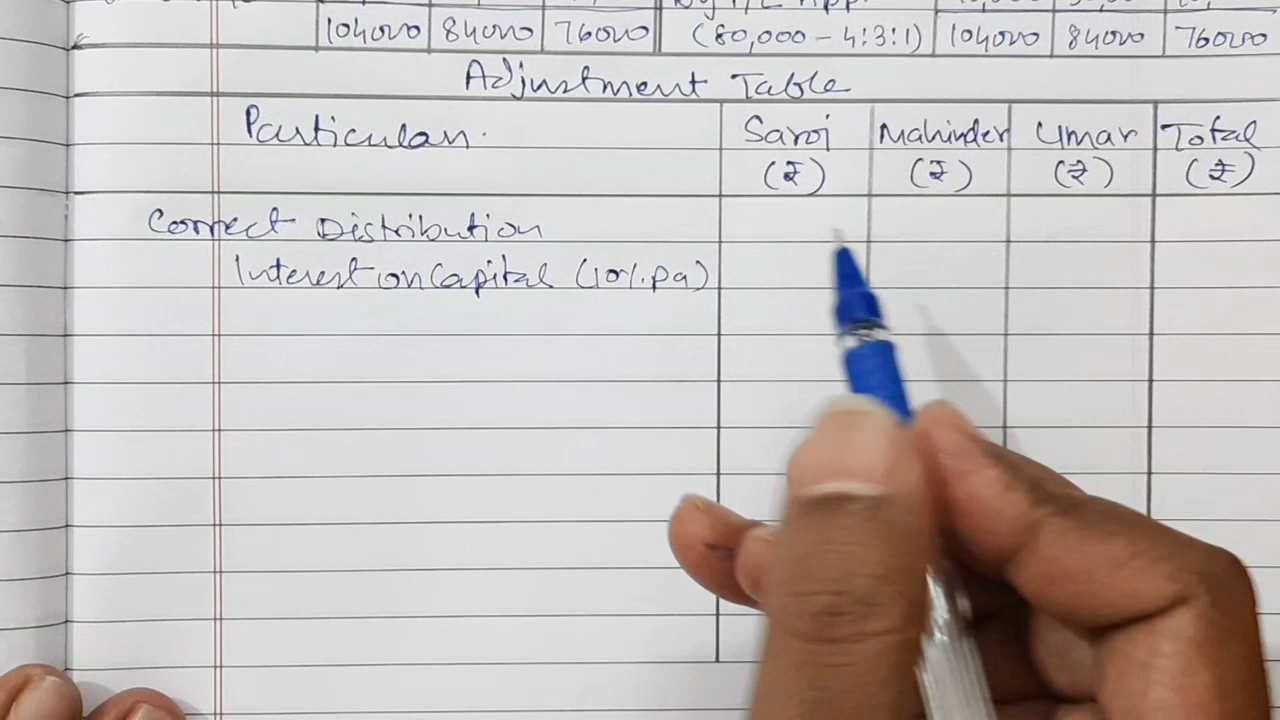 104000 84000 76000 (80,000 - 4:3:1) 104000 84000 76000
Adjustment Table
Particulars. Saroj Mahinder Umar Total
(₹) (₹) (₹) (₹)
Correct Distribution
Interest on Capital (10%.pa)